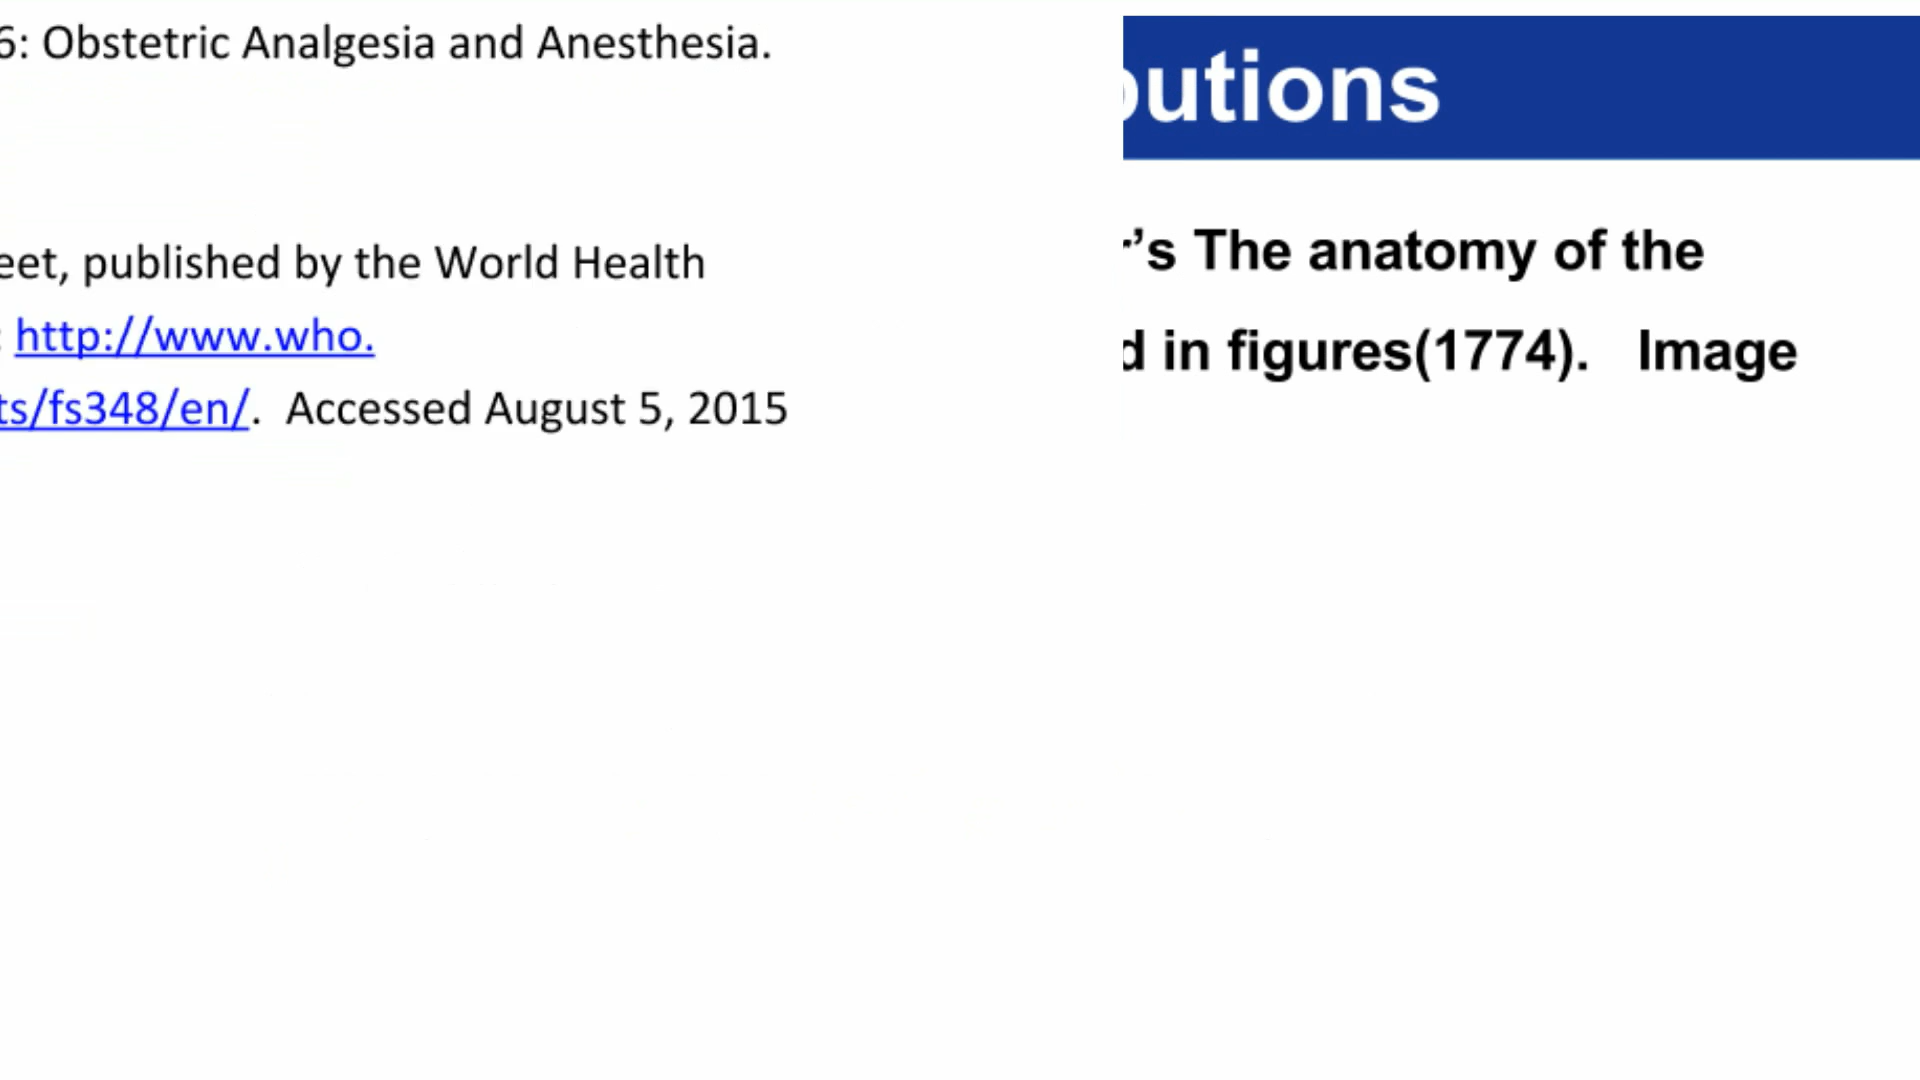 6: Obstetric Analgesia and Anesthesia.
eet, published by the World Health
: http://www.who.
ts/fs348/en/. Accessed August 5, 2015
butions
r’s The anatomy of the
d in figures(1774). Image